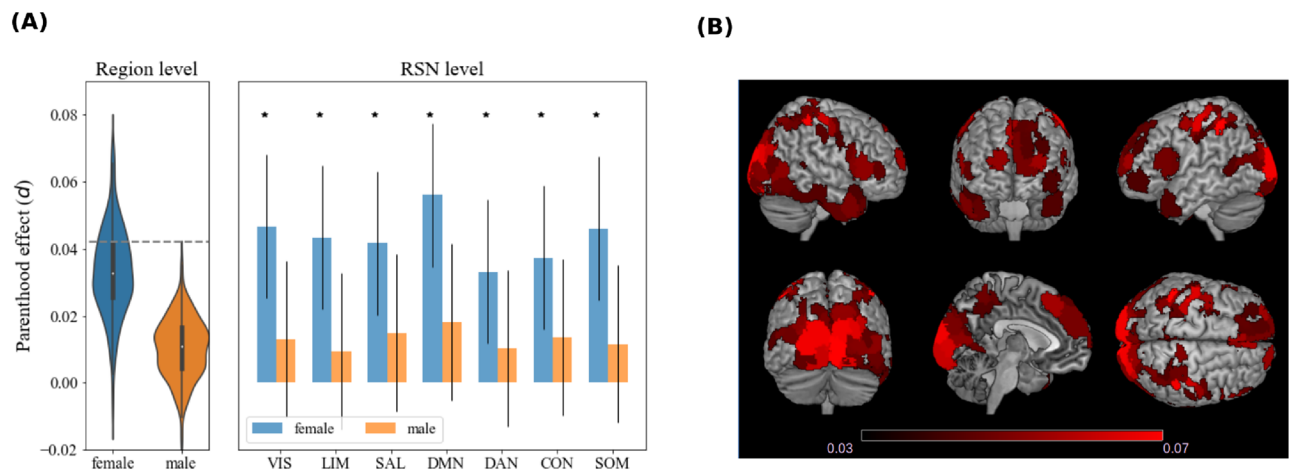 (A)
(B)
Region level
RSN level
Parenthood effect (d)
0.08
0.06
0.04
0.02
0.00
−0.02
* * * * * * *
female
male
female male
VIS LIM SAL DMN DAN CON SOM
0.03
0.07